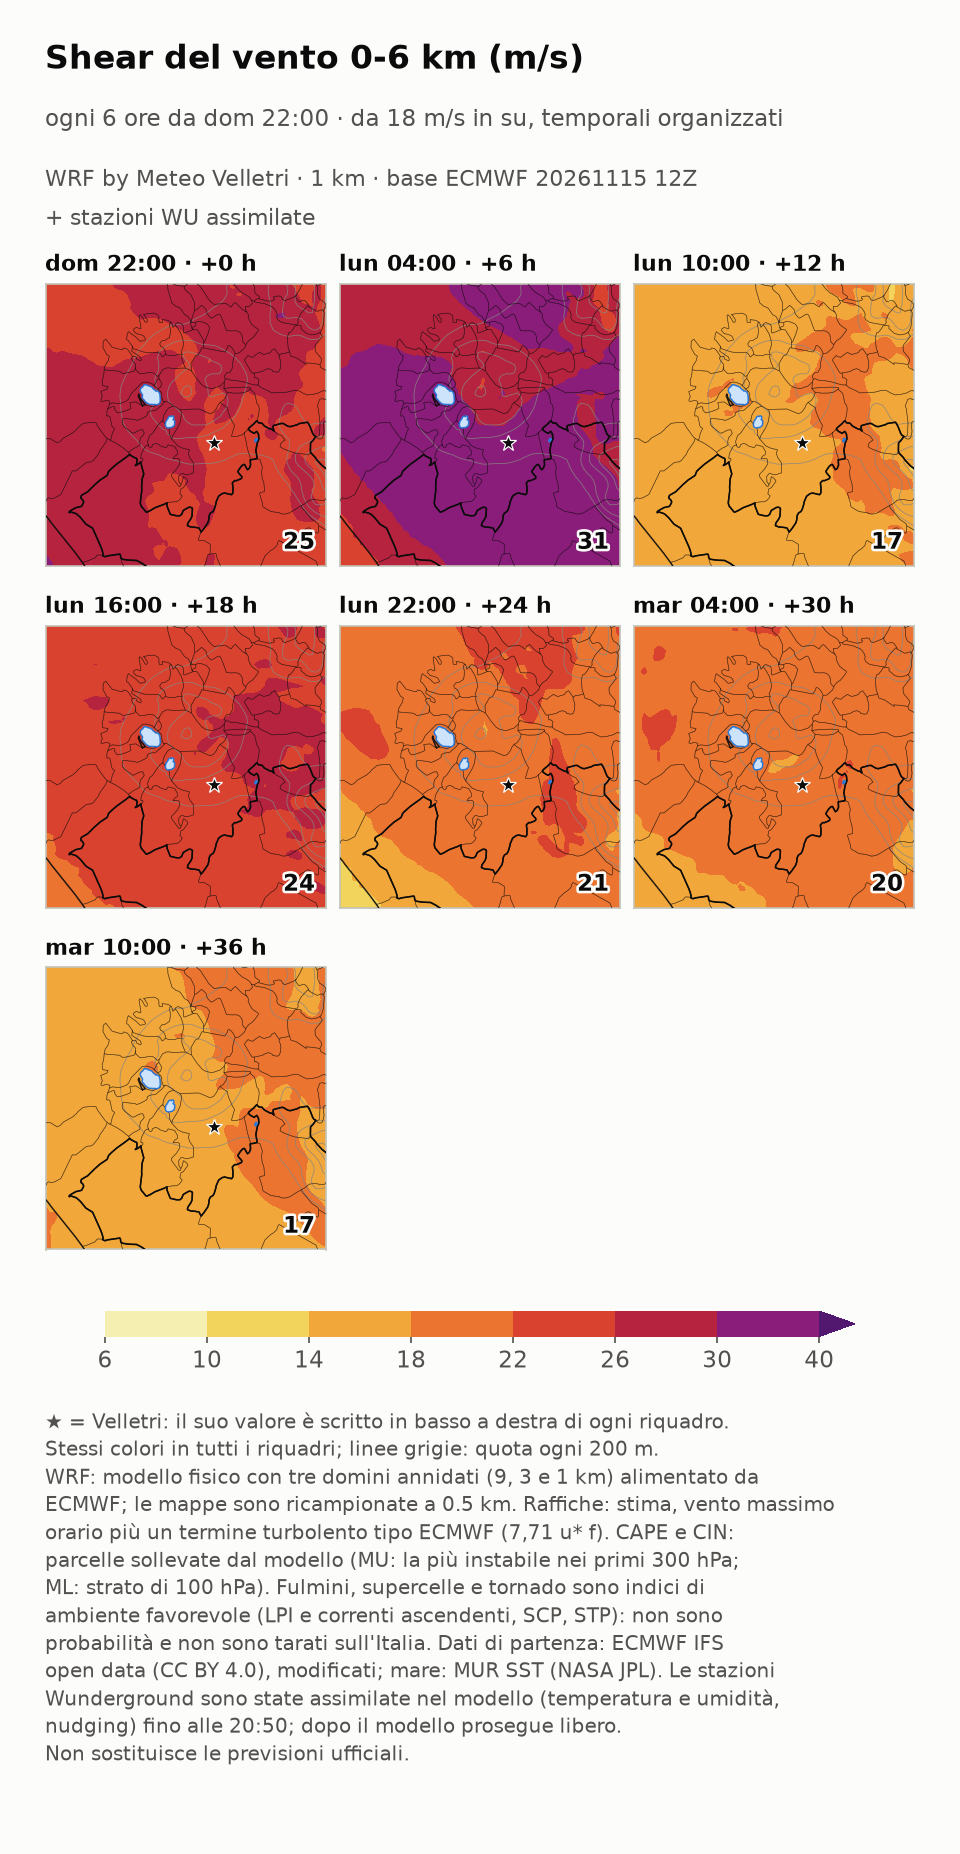 Shear del vento 0-6 km (m/s)
ogni 6 ore da dom 22:00 · da 18 m/s in su, temporali organizzati
WRF by Meteo Velletri · 1 km · base ECMWF 20261115 12Z
+ stazioni WU assimilate
dom 22:00 · +0 h
lun 04:00 · +6 h
lun 10:00 · +12 h
25
31
17
lun 16:00 · +18 h
lun 22:00 · +24 h
mar 04:00 · +30 h
24
21
20
mar 10:00 · +36 h
17
6 10 14 18 22 26 30 40
★ = Velletri: il suo valore è scritto in basso a destra di ogni riquadro.
Stessi colori in tutti i riquadri; linee grigie: quota ogni 200 m.
WRF: modello fisico con tre domini annidati (9, 3 e 1 km) alimentato da
ECMWF; le mappe sono ricampionate a 0.5 km. Raffiche: stima, vento massimo
orario più un termine turbolento tipo ECMWF (7,71 u* f). CAPE e CIN:
parcelle sollevate dal modello (MU: la più instabile nei primi 300 hPa;
ML: strato di 100 hPa). Fulmini, supercelle e tornado sono indici di
ambiente favorevole (LPI e correnti ascendenti, SCP, STP): non sono
probabilità e non sono tarati sull'Italia. Dati di partenza: ECMWF IFS
open data (CC BY 4.0), modificati; mare: MUR SST (NASA JPL). Le stazioni
Wunderground sono state assimilate nel modello (temperatura e umidità,
nudging) fino alle 20:50; dopo il modello prosegue libero.
Non sostituisce le previsioni ufficiali.